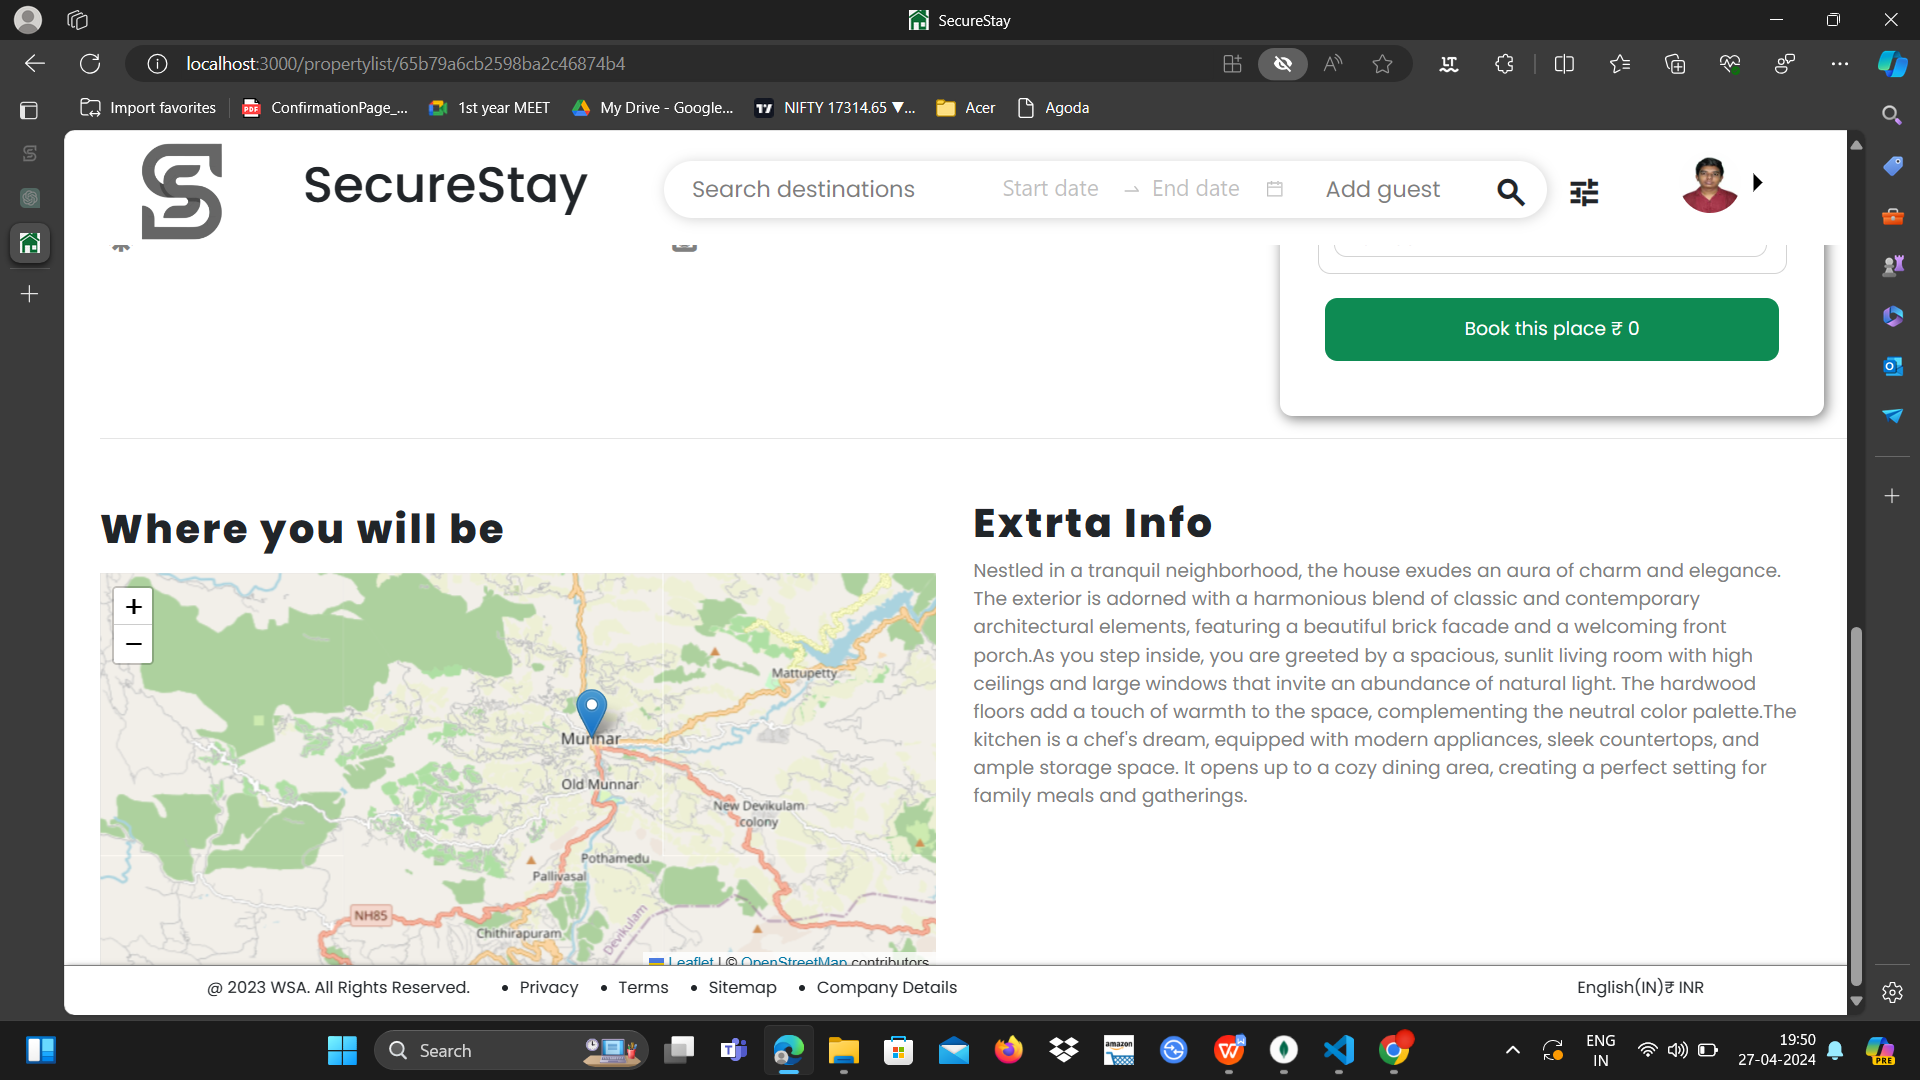 SecureStay
localhost:3000/propertylist/65b79a6cb2598ba2c46874b4
Import favorites
ConfirmationPage_...
1st year MEET
My Drive - Google...
NIFTY 17314.65 ▼...
Acer
Agoda
SecureStay
Search destinations
Start date → End date
Add guest
Book this place ₹ 0
Where you will be
+
−
Mattupetty
Munnar
Old Munnar
New Devikulam
colony
Pothamedu
Pallivasal
NH85
Devikulam
Chithirapuram
Leaflet | © OpenStreetMap contributors
Extrta Info
Nestled in a tranquil neighborhood, the house exudes an aura of charm and elegance.
The exterior is adorned with a harmonious blend of classic and contemporary
architectural elements, featuring a beautiful brick facade and a welcoming front
porch.As you step inside, you are greeted by a spacious, sunlit living room with high
ceilings and large windows that invite an abundance of natural light. The hardwood
floors add a touch of warmth to the space, complementing the neutral color palette.The
kitchen is a chef's dream, equipped with modern appliances, sleek countertops, and
ample storage space. It opens up to a cozy dining area, creating a perfect setting for
family meals and gatherings.
@ 2023 WSA. All Rights Reserved. • Privacy • Terms • Sitemap • Company Details
English(IN)₹ INR
Search
amazon
ENG
IN
19:50
27-04-2024
PRE